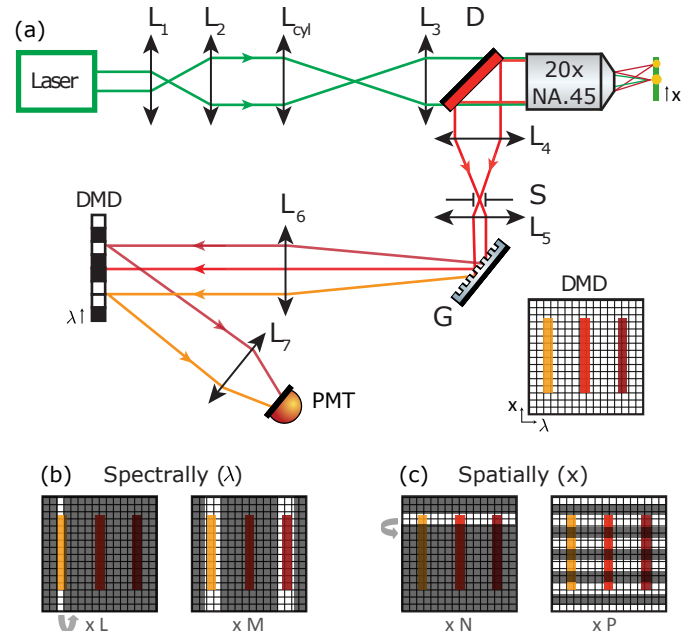 (a)
L1
L2
Lcyl
L3
D
Laser
20x
NA.45
x
L4
S
L5
DMD
L6
λ
G
L7
PMT
DMD
x
λ
(b) Spectrally (λ)
(c) Spatially (x)
x L
x M
x N
x P